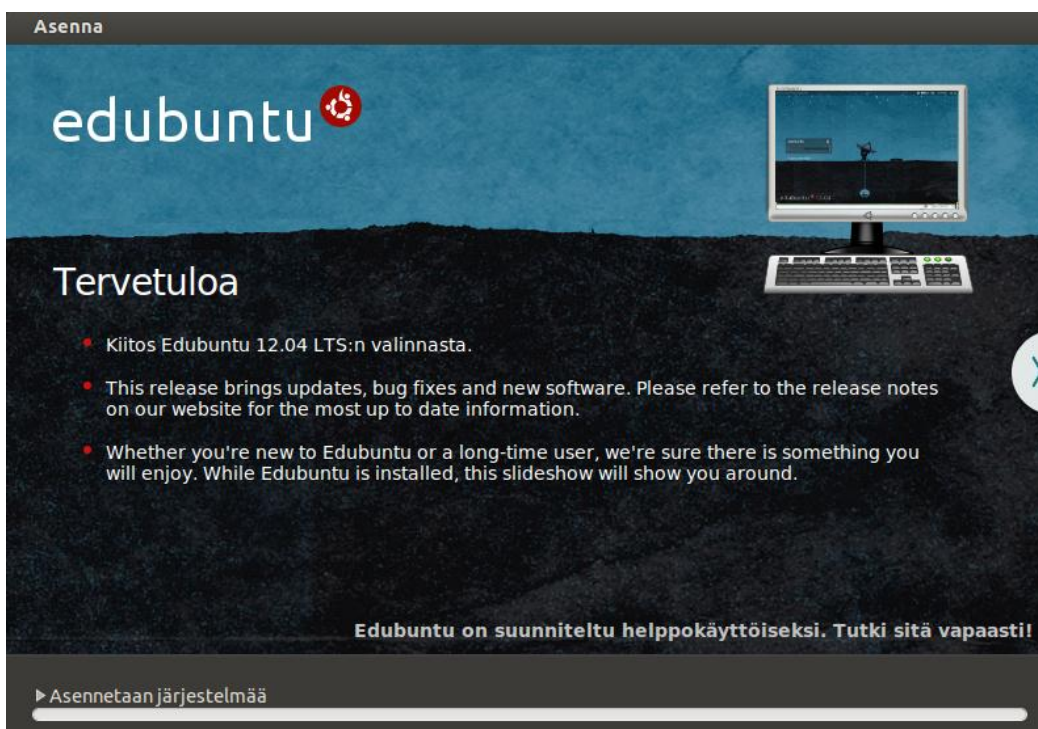 Asenna
edubuntu
Tervetuloa
Kiitos Edubuntu 12.04 LTS:n valinnasta.
This release brings updates, bug fixes and new software. Please refer to the release notes
on our website for the most up to date information.
Whether you're new to Edubuntu or a long-time user, we're sure there is something you
will enjoy. While Edubuntu is installed, this slideshow will show you around.
Edubuntu on suunniteltu helppokäyttöiseksi. Tutki sitä vapaasti!
Asennetaan järjestelmää